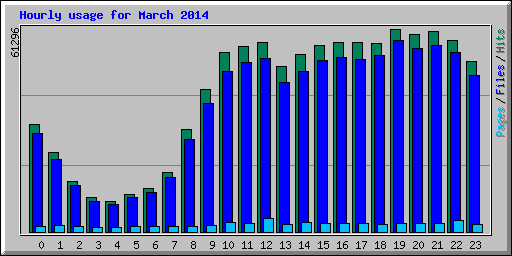 Hourly usage for March 2014
61296
Pages/Files/Hits
0 1 2 3 4 5 6 7 8 9 10 11 12 13 14 15 16 17 18 19 20 21 22 23